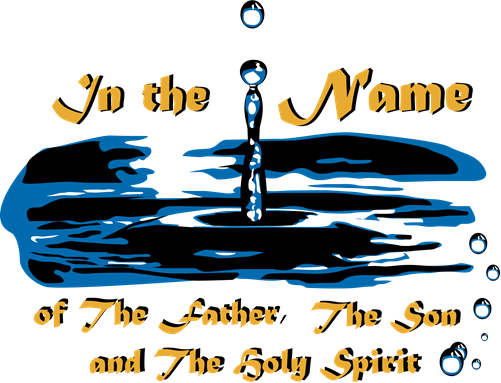 In the Name
of The Father, The Son
and The Holy Spirit